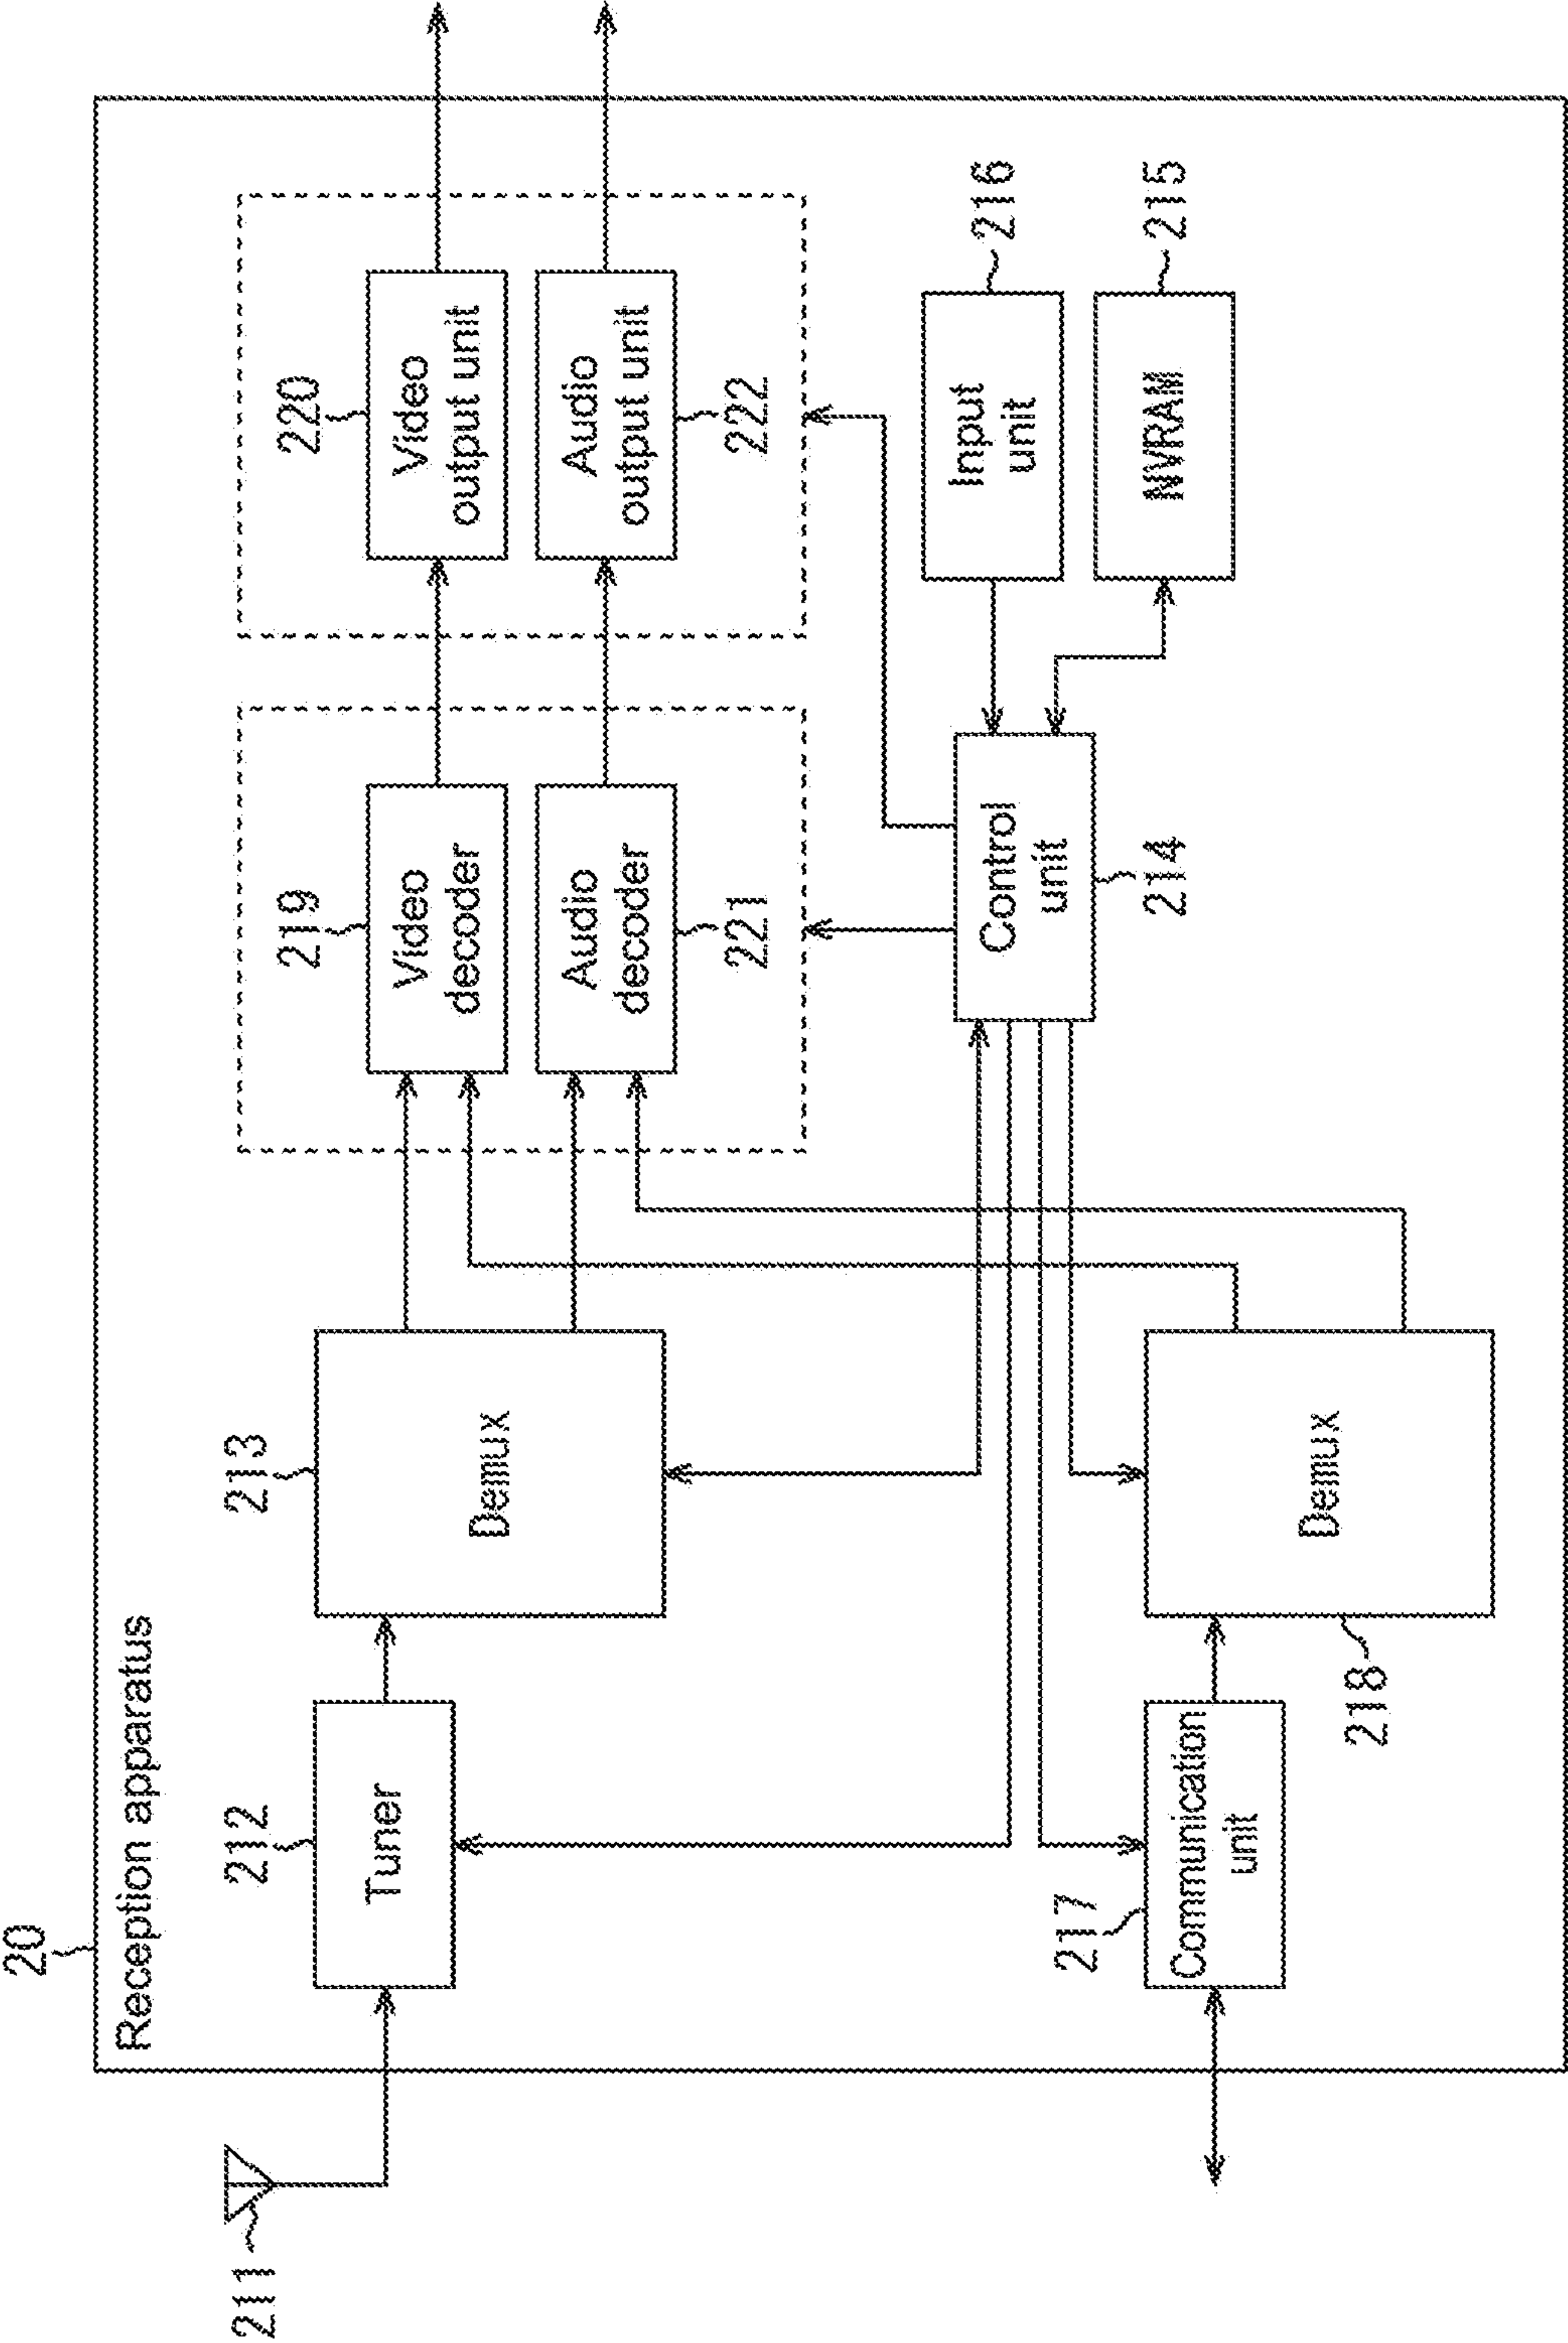 20
Reception apparatus
211
212
Tuner
213
Demux
219
Video
decoder
220
Video
output unit
Audio
decoder
221
Audio
output unit
222
Input
unit
216
Control
unit
214
NVRAM
215
217
Communication
unit
Demux
218